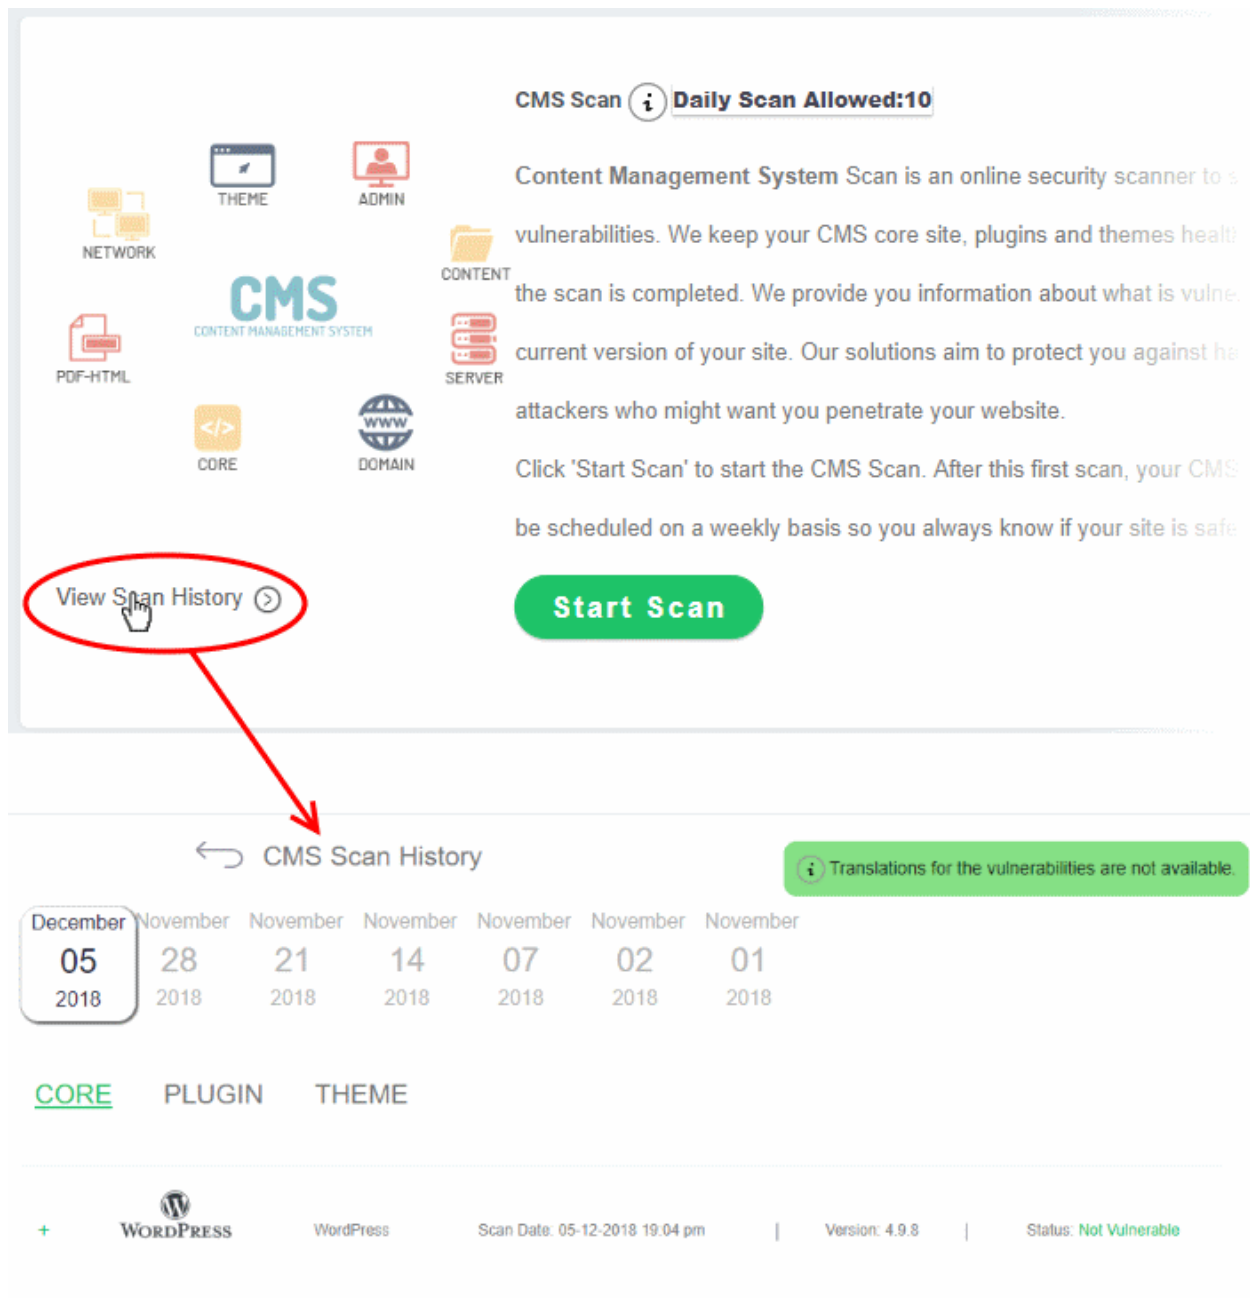 CMS Scan i Daily Scan Allowed:10
THEME
ADMIN
NETWORK
CONTENT
CMS
CONTENT MANAGEMENT SYSTEM
PDF-HTML
SERVER
</>
WWW
CORE
DOMAIN
Content Management System Scan is an online security scanner to
vulnerabilities. We keep your CMS core site, plugins and themes
the scan is completed. We provide you information about what is
current version of your site. Our solutions aim to protect you against
attackers who might want you penetrate your website.
Click 'Start Scan' to start the CMS Scan. After this first scan, your CMS
be scheduled on a weekly basis so you always know if your site is safe
View Scan History
Start Scan
CMS Scan History
i Translations for the vulnerabilities are not available.
December November November November November November November
05 28 21 14 07 02 01
2018 2018 2018 2018 2018 2018 2018
CORE PLUGIN THEME
+ WORDPRESS WordPress Scan Date: 05-12-2018 19:04 pm | Version: 4.9.8 | Status: Not Vulnerable